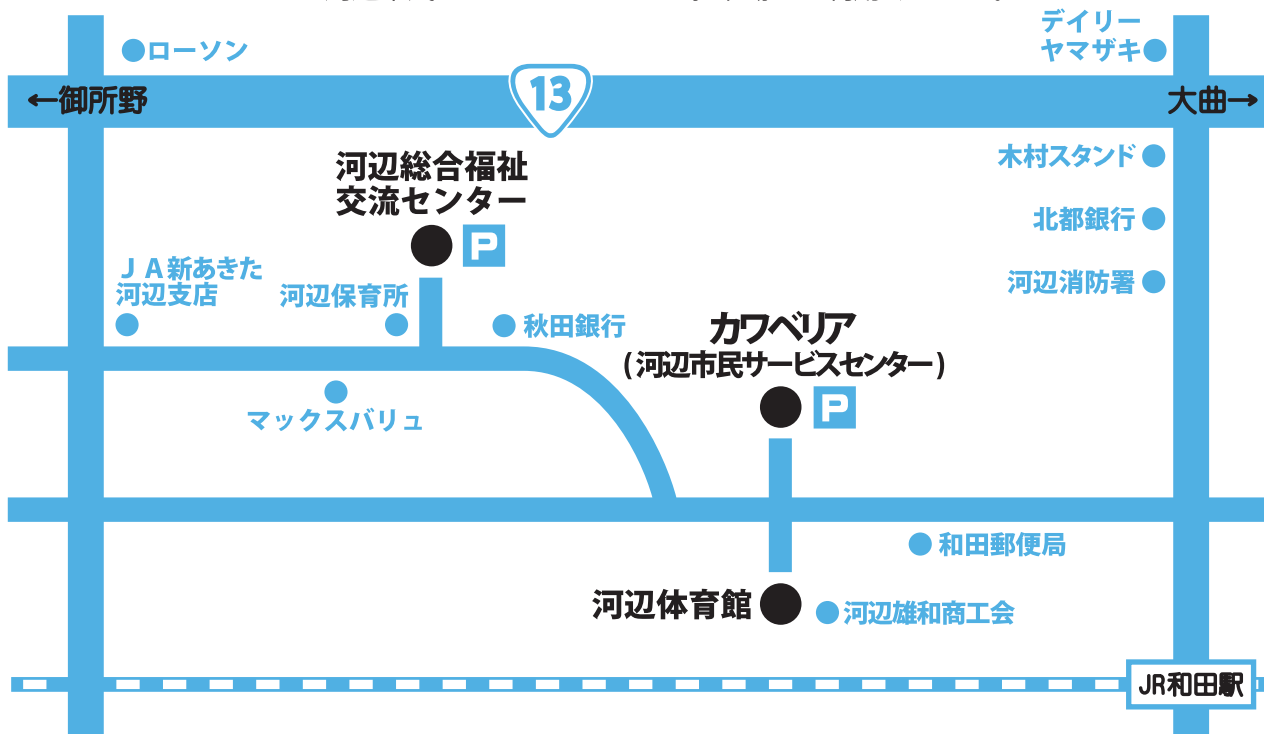 デイリー
ヤマザキ
ローソン
13
←御所野
大曲→
河辺総合福祉
交流センター
P
木村スタンド
北都銀行
河辺消防署
ＪＡ新あきた
河辺支店
河辺保育所
秋田銀行
カワベリア
(河辺市民サービスセンター)
P
マックスバリュ
和田郵便局
河辺体育館
河辺雄和商工会
JR和田駅